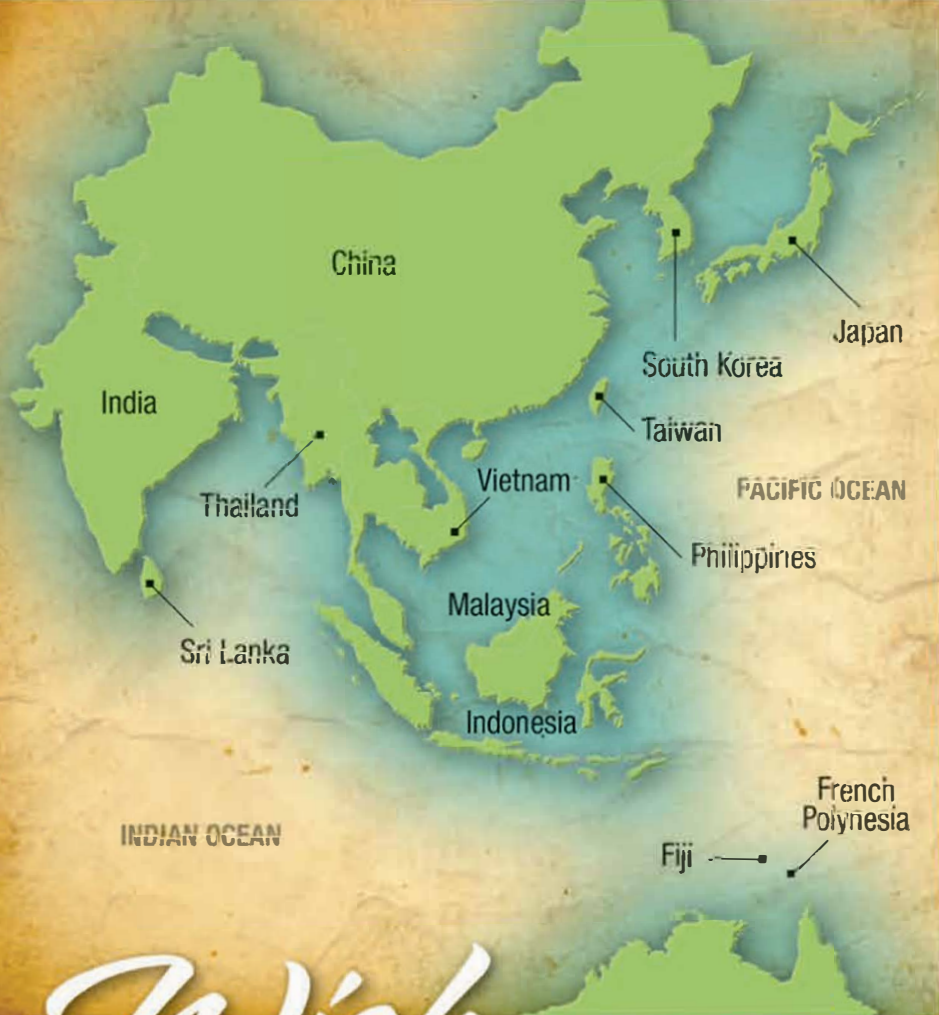 China
Japan
South Korea
India
Taiwan
Vietnam
PACIFIC OCEAN
Thailand
Philippines
Malaysia
Sri Lanka
Indonesia
French
Polynesia
INDIAN OCEAN
Fiji